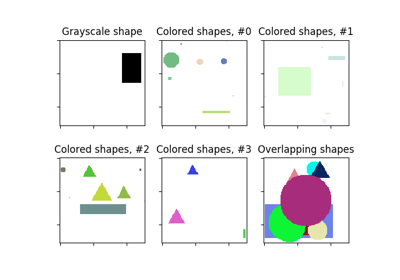 Grayscale shape
Colored shapes, #0
Colored shapes, #1
Colored shapes, #2
Colored shapes, #3
Overlapping shapes